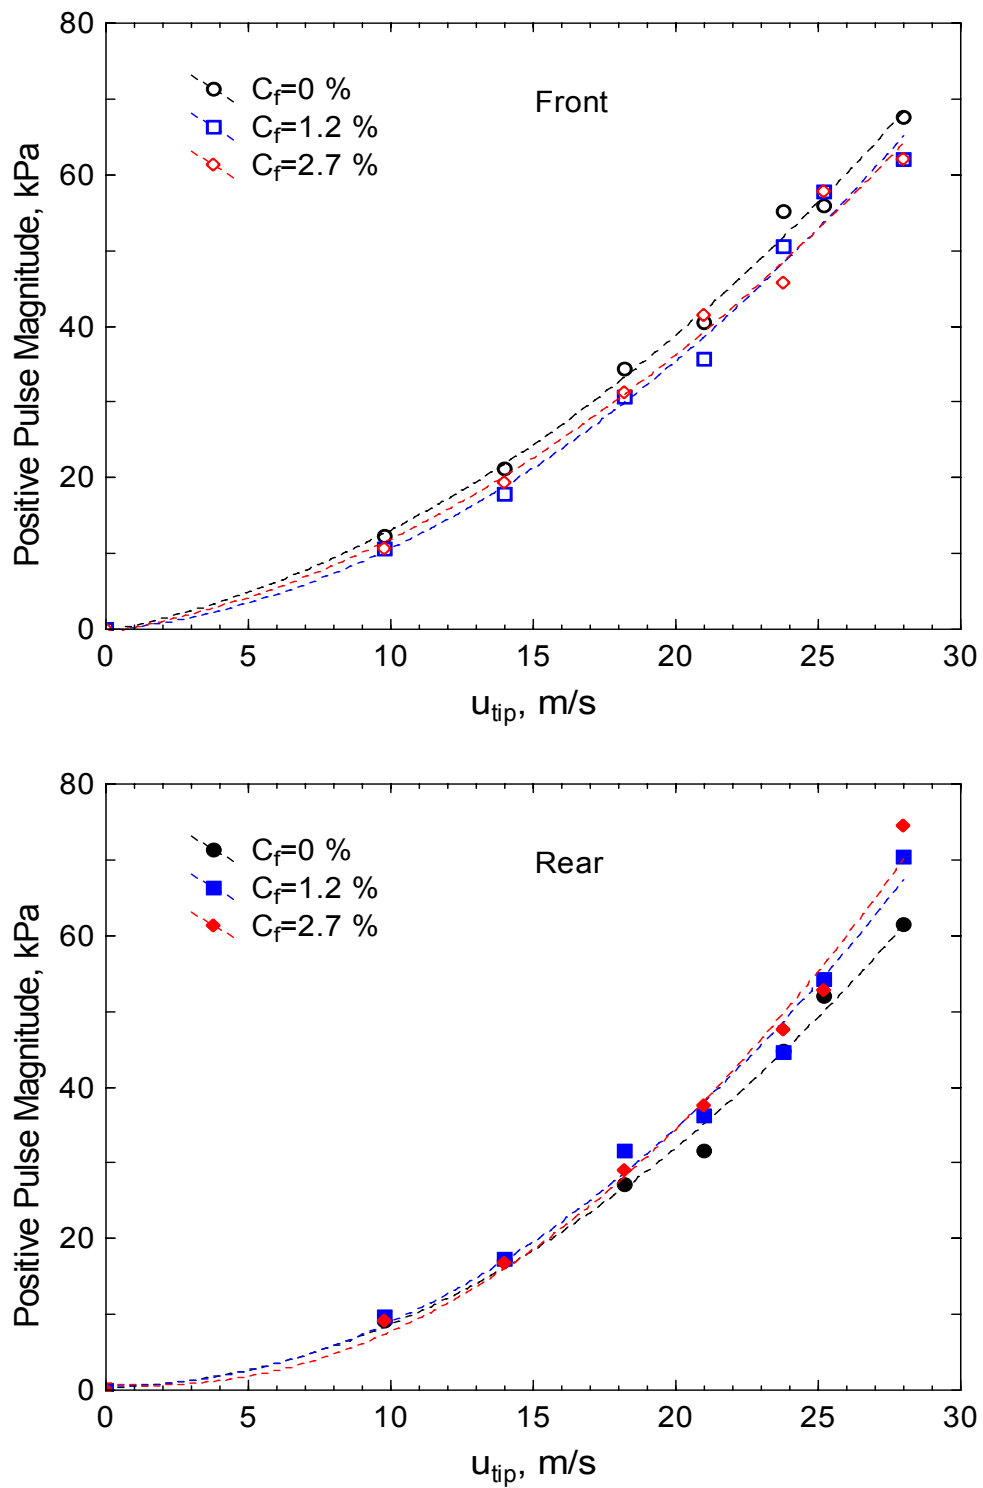 80
60
40
20
0
Positive Pulse Magnitude, kPa
C_f=0 %
C_f=1.2 %
C_f=2.7 %
Front
0 5 10 15 20 25 30
u_tip, m/s
80
60
40
20
0
Positive Pulse Magnitude, kPa
C_f=0 %
C_f=1.2 %
C_f=2.7 %
Rear
0 5 10 15 20 25 30
u_tip, m/s